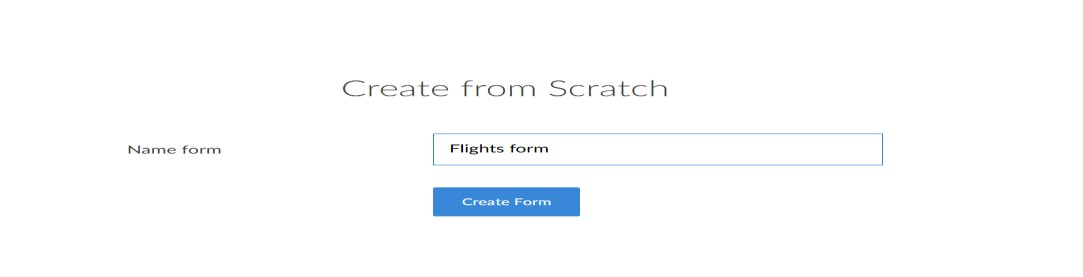 Create from Scratch
Name form
Flights form
Create Form